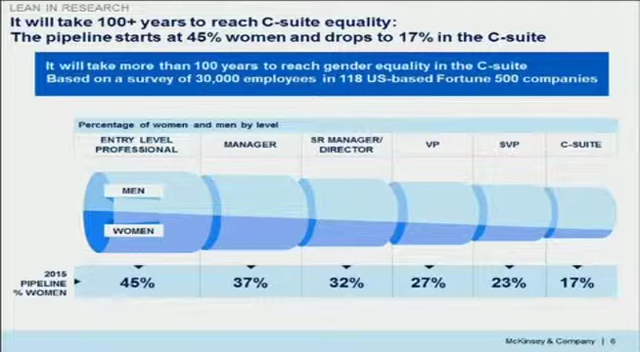 LEAN IN RESEARCH
It will take 100+ years to reach C-suite equality:
The pipeline starts at 45% women and drops to 17% in the C-suite
It will take more than 100 years to reach gender equality in the C-suite
Based on a survey of 30,000 employees in 118 US-based Fortune 500 companies
Percentage of women and men by level
ENTRY LEVEL PROFESSIONAL
MANAGER
SR MANAGER/ DIRECTOR
VP
SVP
C-SUITE
MEN
WOMEN
2015 PIPELINE % WOMEN
45%
37%
32%
27%
23%
17%
McKinsey & Company | 6